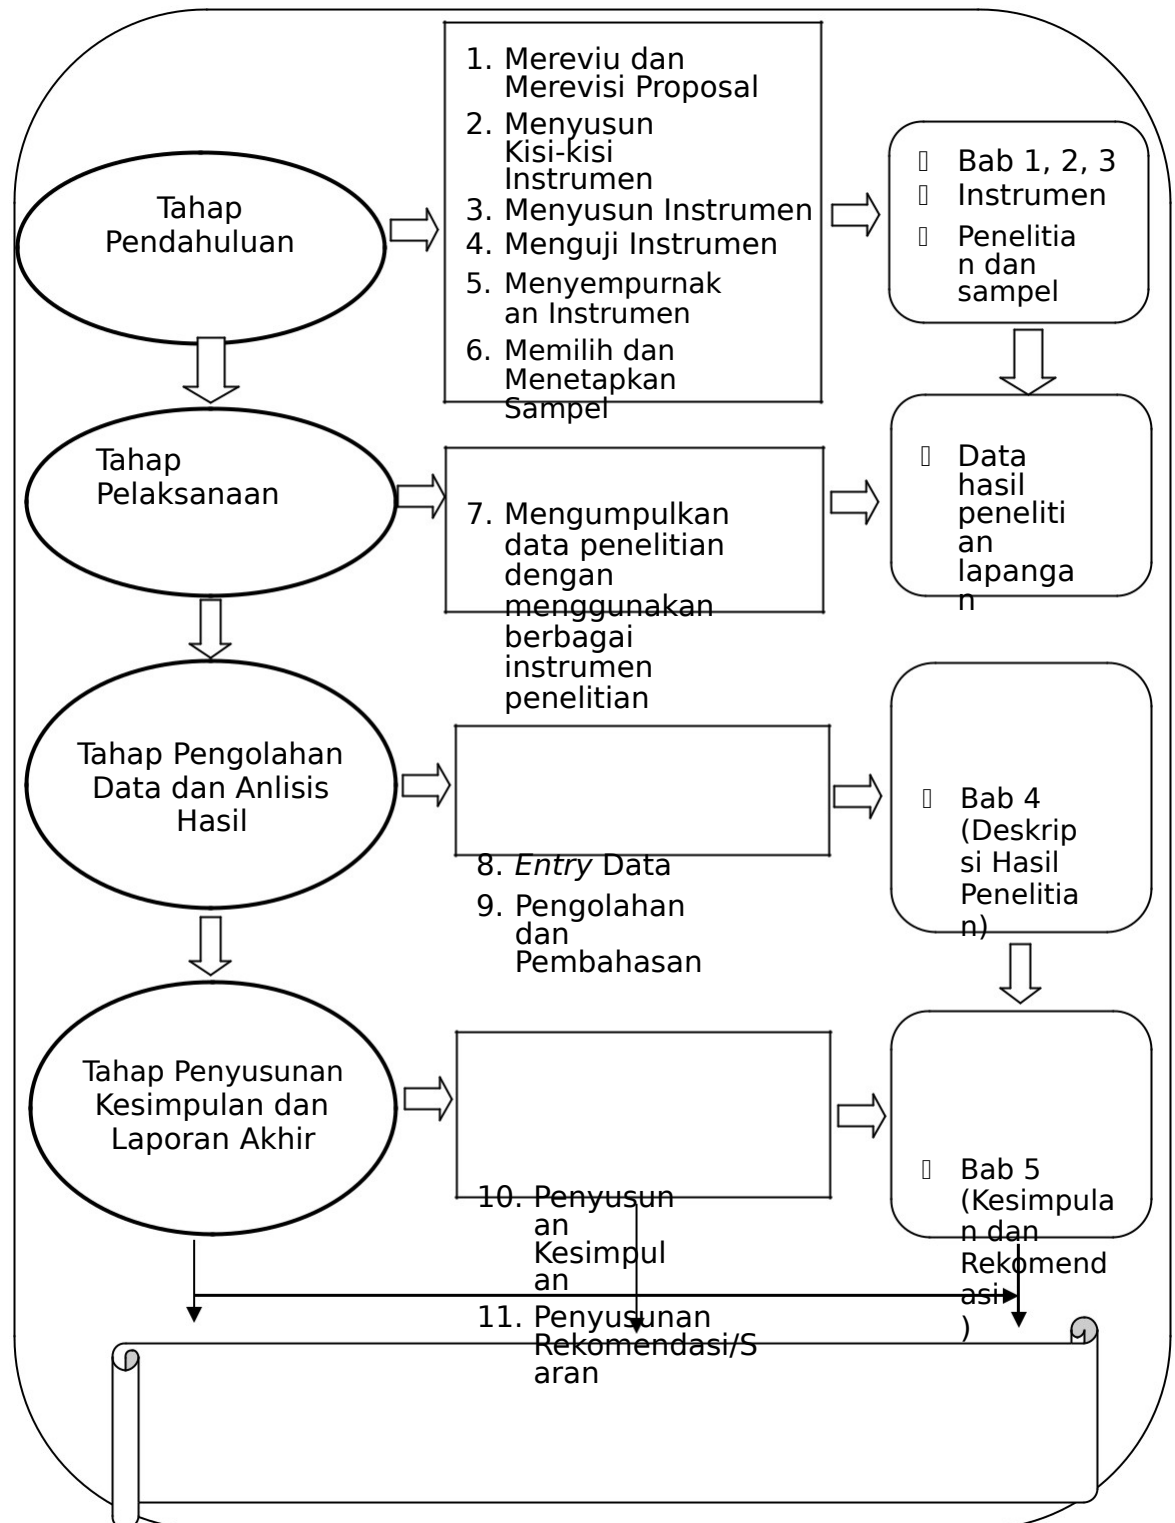 Tahap
Pendahuluan
1. Mereviu dan
Merevisi Proposal
2. Menyusun
Kisi-kisi
Instrumen
3. Menyusun Instrumen
4. Menguji Instrumen
5. Menyempurnak
an Instrumen
6. Memilih dan
Menetapkan
Sampel
Bab 1, 2, 3
Instrumen
Penelitia
n dan
sampel
Tahap
Pelaksanaan
7. Mengumpulkan
data penelitian
dengan
menggunakan
berbagai
instrumen
penelitian
Data
hasil
peneliti
an
lapanga
n
Tahap Pengolahan
Data dan Anlisis
Hasil
8. Entry Data
9. Pengolahan
dan
Pembahasan
Bab 4
(Deskrip
si Hasil
Penelitia
n)
Tahap Penyusunan
Kesimpulan dan
Laporan Akhir
10. Penyusun
an
Kesimpul
an
11. Penyusunan
Rekomendasi/S
aran
Bab 5
(Kesimpula
n dan
Rekomend
asi
)